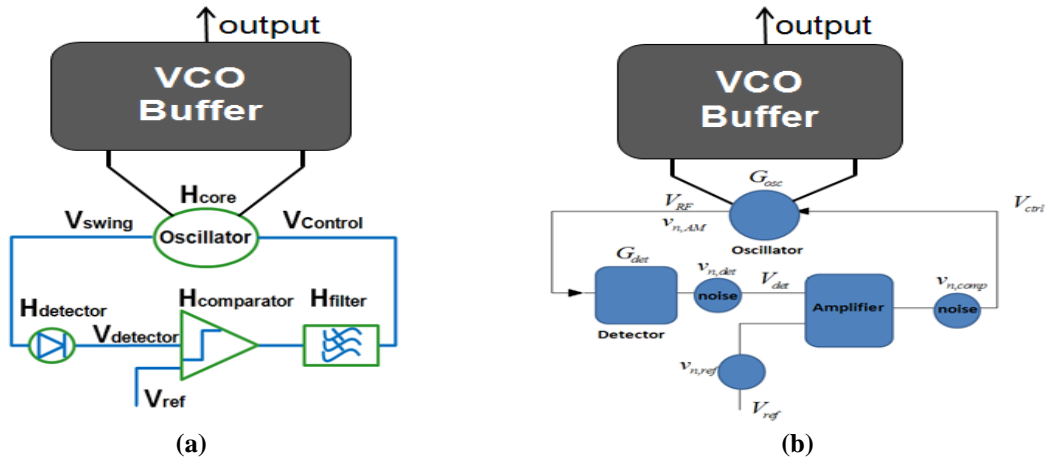 output
VCO
Buffer
Hcore
Vswing
VControl
Oscillator
Hdetector
Hcomparator
Hfilter
Vdetector
Vref
(a)
output
VCO
Buffer
Gosc
VRF
Vctrl
vn,AM
Oscillator
Gdet
vn,det
Vdet
vn,comp
noise
Amplifier
noise
Detector
vn,ref
Vref
(b)